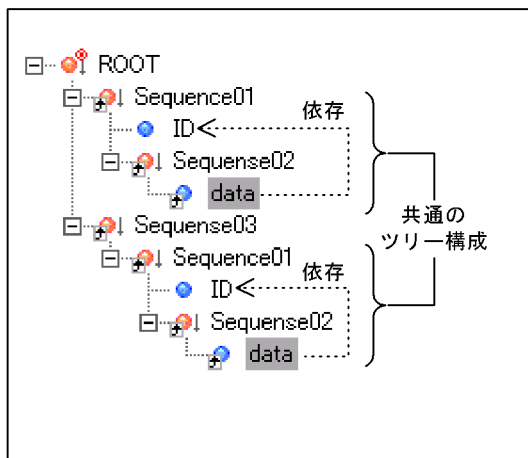 ROOT
Sequence01
依存
ID
Sequense02
data
共通の
ツリー構成
Sequense03
Sequence01
依存
ID
Sequense02
data